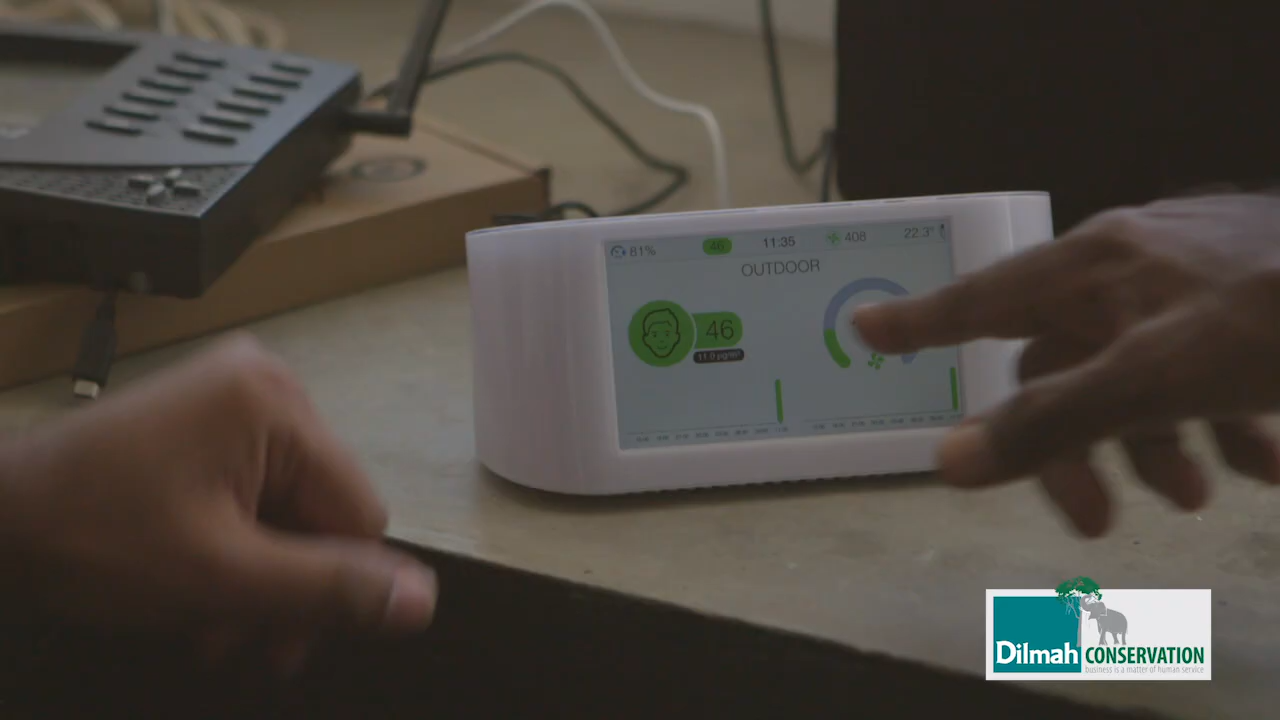 81% 46 11:35 408 22.3°
OUTDOOR
46
11.0 µg/m³
Dilmah CONSERVATION
business is a matter of human service